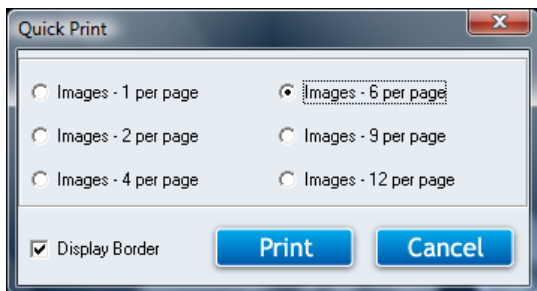 Quick Print
Images - 1 per page
Images - 6 per page
Images - 2 per page
Images - 9 per page
Images - 4 per page
Images - 12 per page
Display Border
Print
Cancel